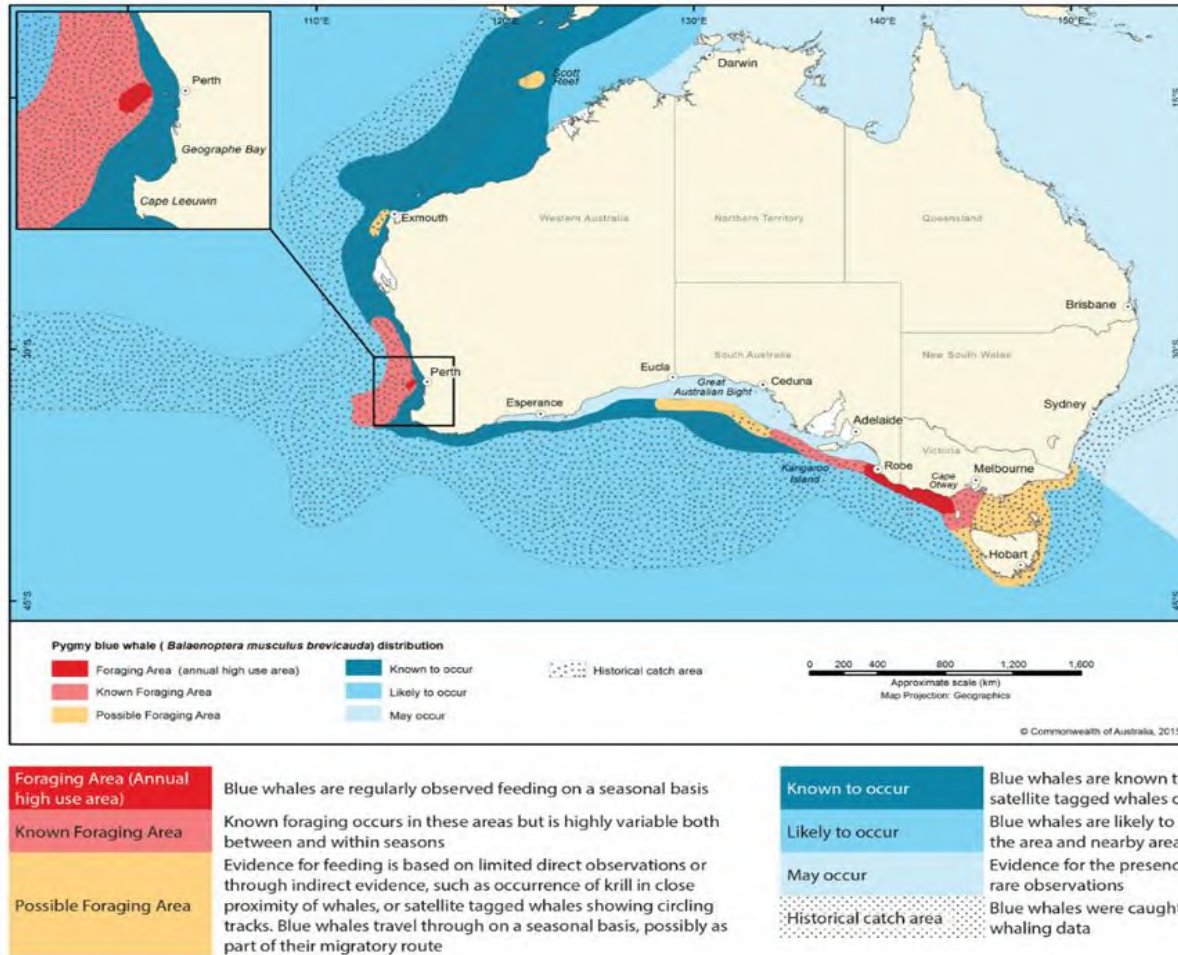 110°E 120°E 130°E 140°E 150°E
Perth
Geographe Bay
Cape Leeuwin
Scott
Reef
Darwin
15°S
15°S
Exmouth
Western Australia
Northern Territory
Queensland
Brisbane
30°S
30°S
South Australia
New South Wales
Perth
Eucla
Great
Australian Bight
Ceduna
Esperance
Adelaide
Sydney
Victoria
Kangaroo
Island
Robe
Cape
Otway
Melbourne
Hobart
45°S
45°S
Pygmy blue whale ( Balaenoptera musculus brevicauda) distribution
Foraging Area (annual high use area)
Known Foraging Area
Possible Foraging Area
Known to occur
Likely to occur
May occur
Historical catch area
0 200 400 800 1,200 1,600
Approximate scale (km)
Map Projection: Geographics
© Commonwealth of Australia, 2015
Foraging Area (Annual
high use area)
Blue whales are regularly observed feeding on a seasonal basis
Known Foraging Area
Known foraging occurs in these areas but is highly variable both
between and within seasons
Possible Foraging Area
Evidence for feeding is based on limited direct observations or
through indirect evidence, such as occurrence of krill in close
proximity of whales, or satellite tagged whales showing circling
tracks. Blue whales travel through on a seasonal basis, possibly as
part of their migratory route
Known to occur
Blue whales are known t
satellite tagged whales o
Likely to occur
Blue whales are likely to
the area and nearby area
May occur
Evidence for the presenc
rare observations
Historical catch area
Blue whales were caught
whaling data